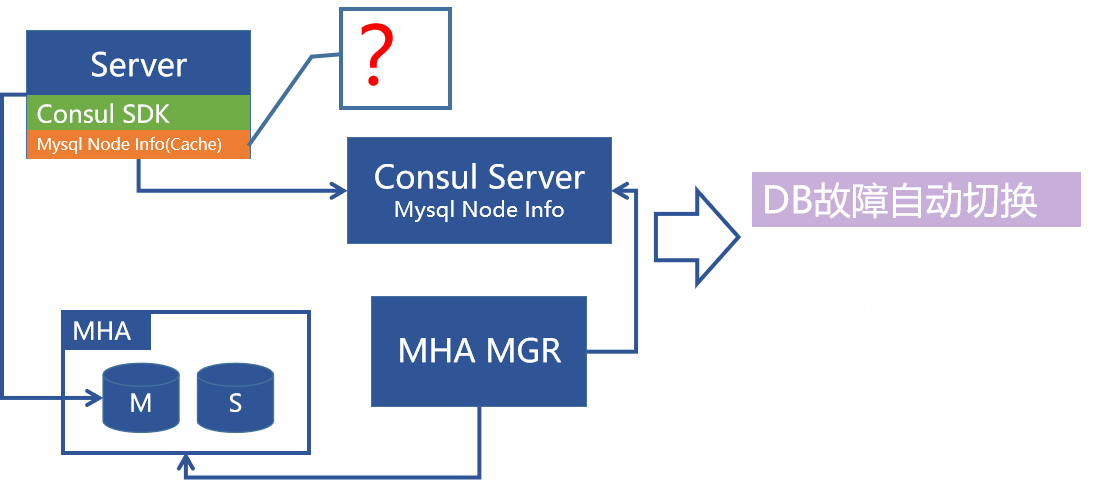 Server
?
Consul SDK
Mysql Node Info(Cache)
Consul Server
Mysql Node Info
DB故障自动切换
MHA
M
S
MHA MGR